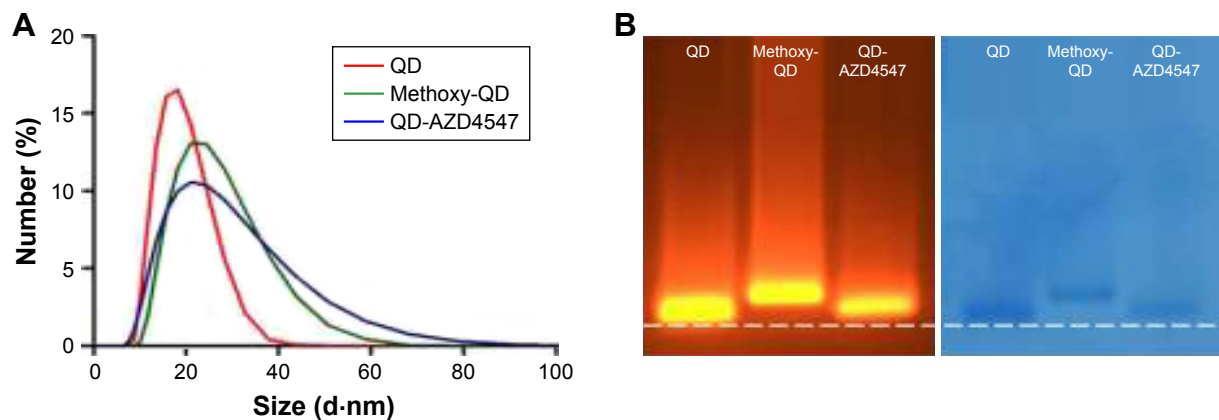 A
20
15
10
5
0
Number (%)
0 20 40 60 80 100
Size (d·nm)
QD
Methoxy-QD
QD-AZD4547
B
QD
Methoxy-
QD
QD-
AZD4547
QD
Methoxy-
QD
QD-
AZD4547